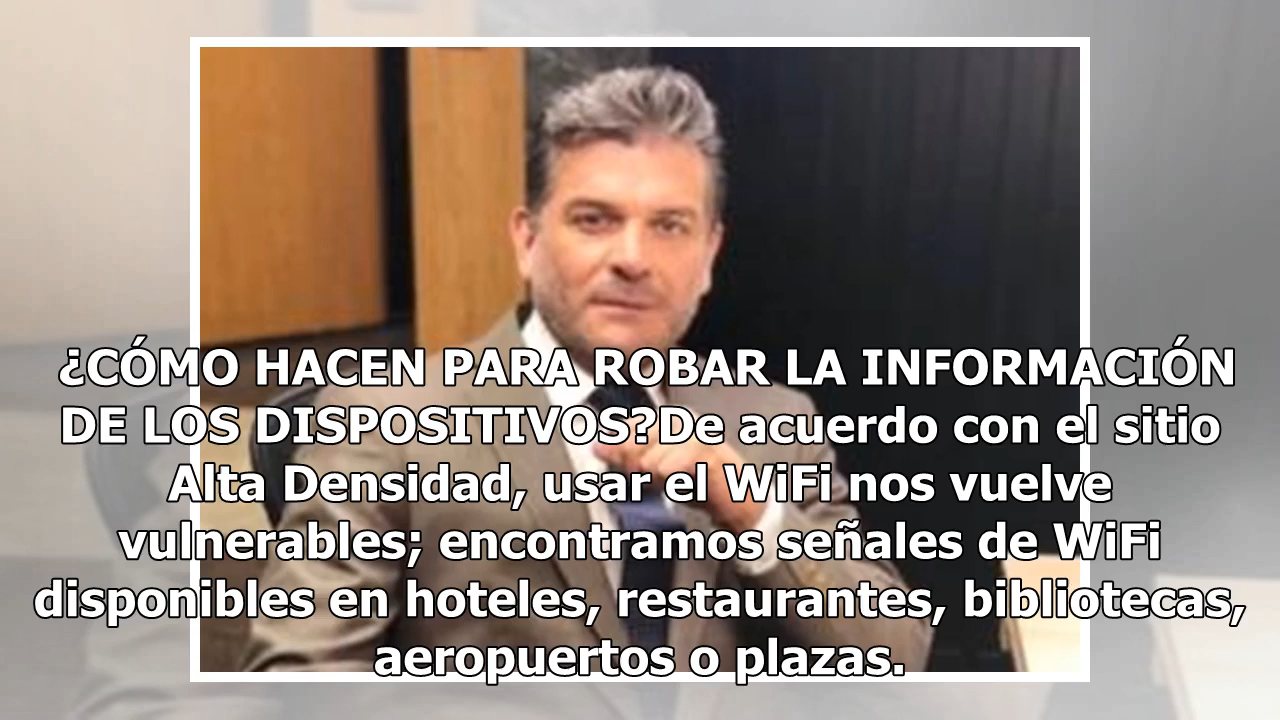 ¿CÓMO HACEN PARA ROBAR LA INFORMACIÓN
DE LOS DISPOSITIVOS?De acuerdo con el sitio
Alta Densidad, usar el WiFi nos vuelve
vulnerables; encontramos señales de WiFi
disponibles en hoteles, restaurantes, bibliotecas,
aeropuertos o plazas.